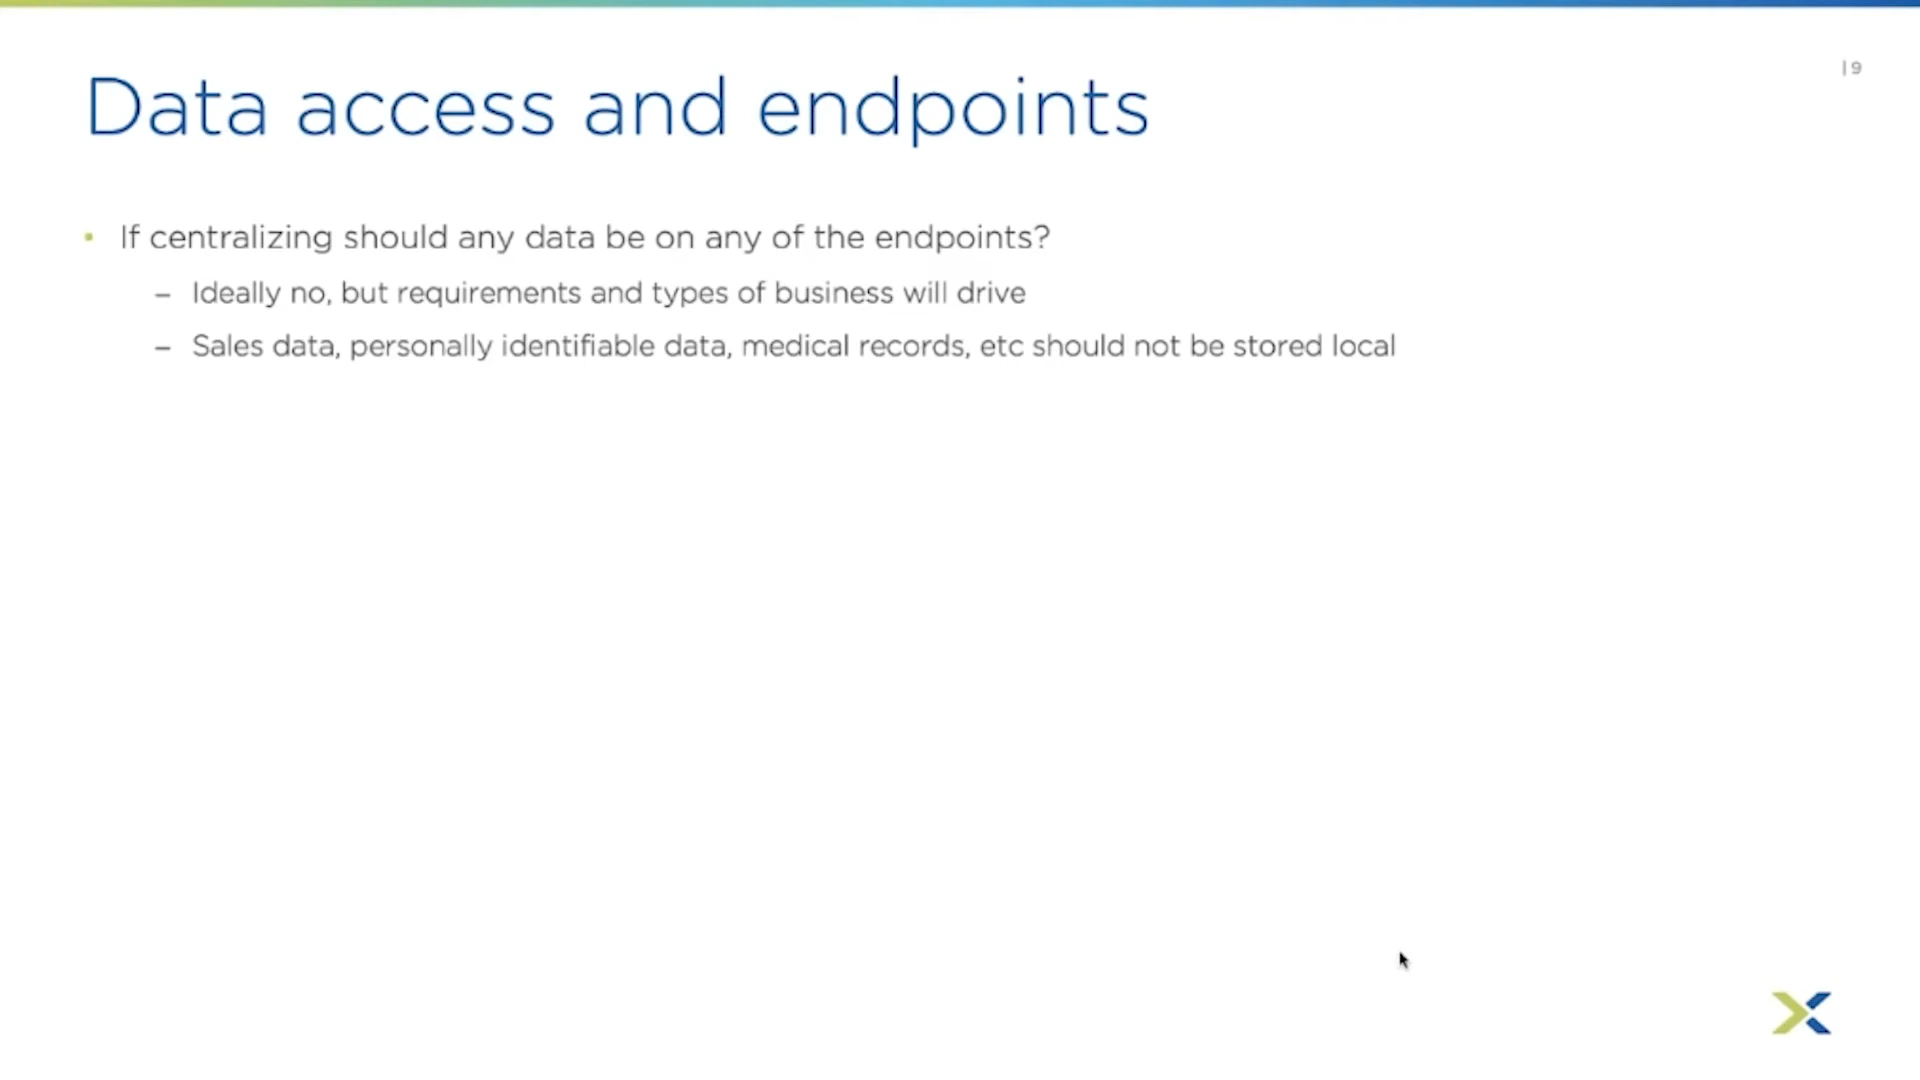 | 9
Data access and endpoints
• If centralizing should any data be on any of the endpoints?
– Ideally no, but requirements and types of business will drive
– Sales data, personally identifiable data, medical records, etc should not be stored local